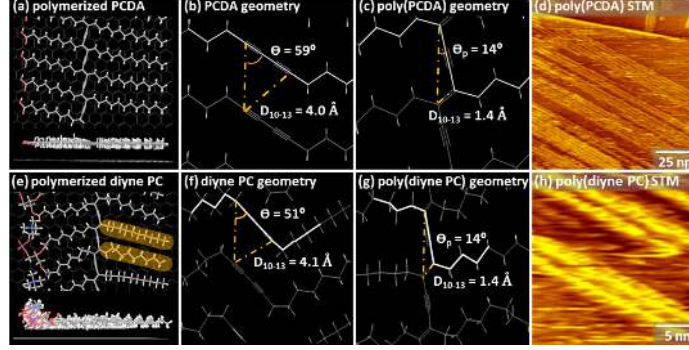 (a) polymerized PCDA
(b) PCDA geometry
Θ = 59º
D10-13 = 4.0 Å
(c) poly(PCDA) geometry
Θp = 14º
D10-13 = 1.4 Å
(d) poly(PCDA) STM
25 nm
(e) polymerized diyne PC
(f) diyne PC geometry
Θ = 51º
D10-13 = 4.1 Å
(g) poly(diyne PC) geometry
Θp = 14º
D10-13 = 1.4 Å
(h) poly(diyne PC) STM
5 nm